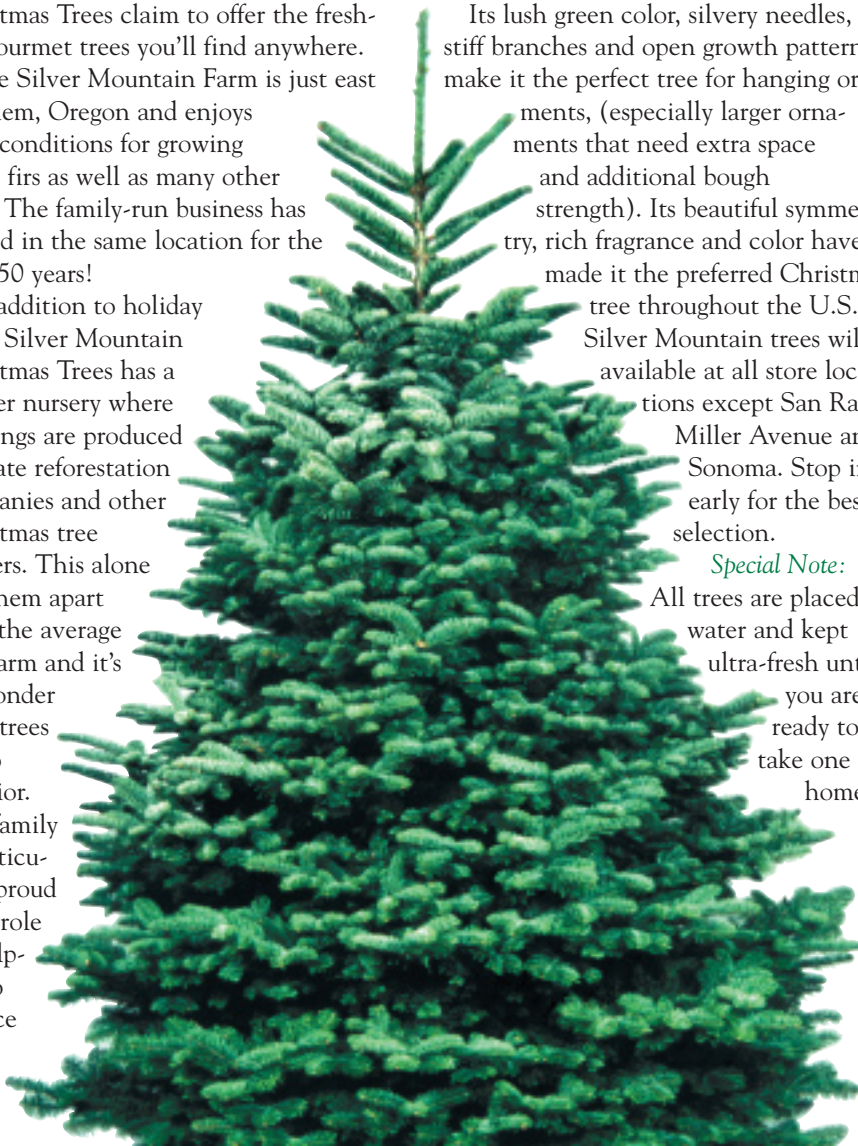 tmas Trees claim to offer the fresh-
ourmet trees you'll find anywhere.
e Silver Mountain Farm is just east
lem, Oregon and enjoys
conditions for growing
firs as well as many other
The family-run business has
d in the same location for the
50 years!
addition to holiday
Silver Mountain
tmas Trees has a
er nursery where
ings are produced
ate reforestation
anies and other
tmas tree
ers. This alone
hem apart
the average
arm and it's
onder
trees
o
ior.
family
ticu-
proud
role
lp-
o
ce
Its lush green color, silvery needles,
stiff branches and open growth pattern
make it the perfect tree for hanging or
ments, (especially larger orna-
ments that need extra space
and additional bough
strength). Its beautiful symme
try, rich fragrance and color have
made it the preferred Christm
tree throughout the U.S.
Silver Mountain trees wil
available at all store loc
tions except San Ra
Miller Avenue an
Sonoma. Stop in
early for the bes
selection.
Special Note:
All trees are placed
water and kept
ultra-fresh unt
you are
ready to
take one
home